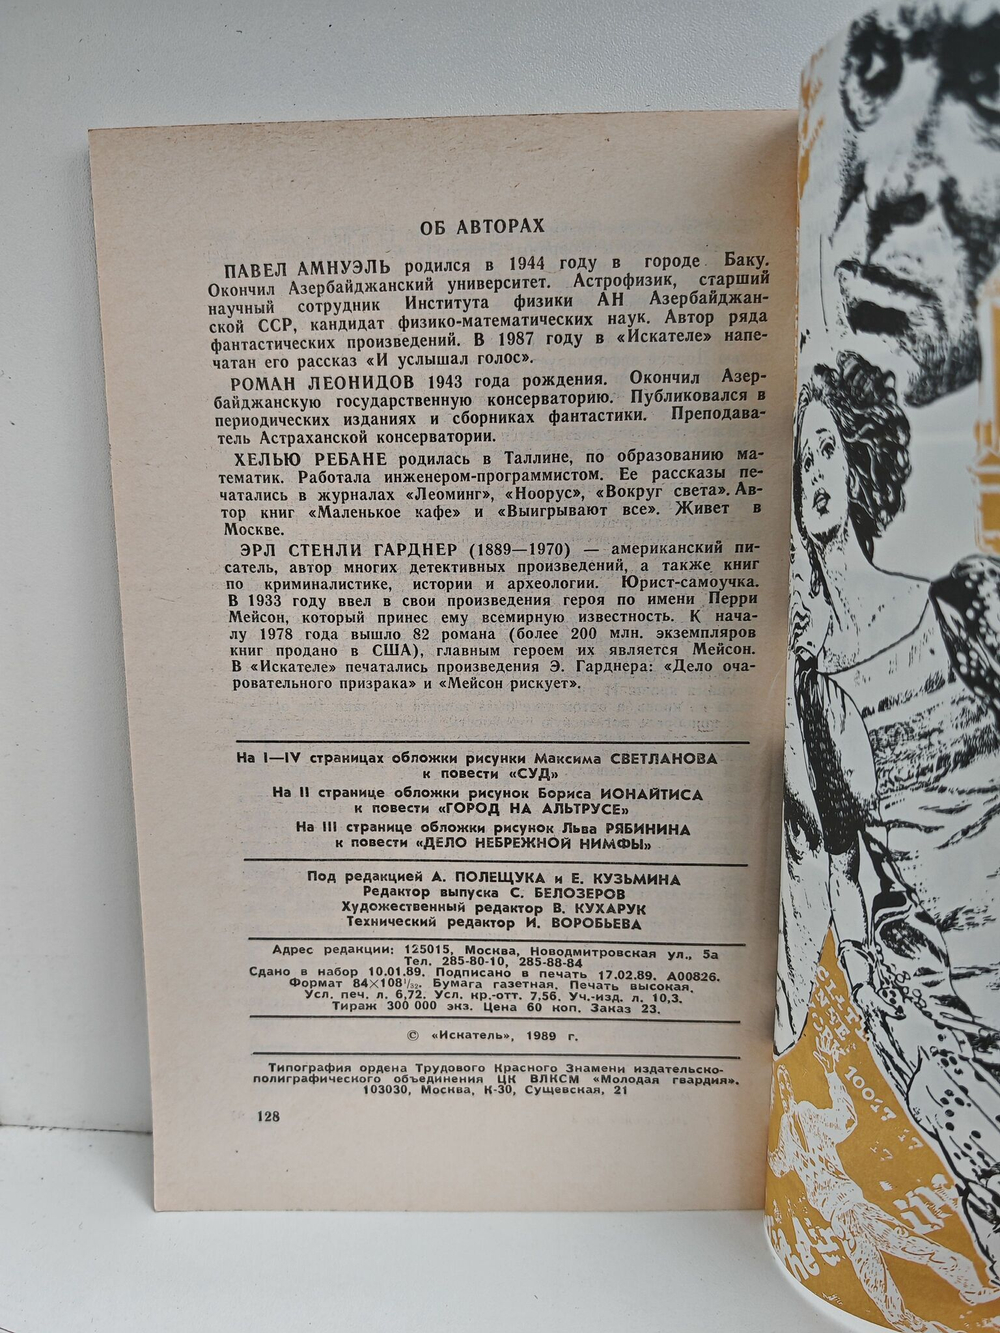 ОБ АВТОРАХ
ПАВЕЛ АМНУЭЛЬ родился в 1944 году в городе Баку.
Окончил Азербайджанский университет. Астрофизик, старший
научный сотрудник Института физики АН Азербайджан-
ской ССР, кандидат физико-математических наук. Автор ряда
фантастических произведений. В 1987 году в «Искателе» напе-
чатан его рассказ «И услышал голос».
РОМАН ЛЕОНИДОВ 1943 года рождения. Окончил Азер-
байджанскую государственную консерваторию. Публиковался в
периодических изданиях и сборниках фантастики. Преподава-
тель Астраханской консерватории.
ХЕЛЬЮ РЕБАНЕ родилась в Таллине, по образованию ма-
тематик. Работала инженером-программистом. Ее рассказы пе-
чатались в журналах «Леоминг», «Ноорус», «Вокруг света». Ав-
тор книг «Маленькое кафе» и «Выигрывают все». Живет в
Москве.
ЭРЛ СТЕНЛИ ГАРДНЕР (1889—1970) — американский пи-
сатель, автор многих детективных произведений, а также книг
по криминалистике, истории и археологии. Юрист-самоучка.
В 1933 году ввел в свои произведения героя по имени Перри
Мейсон, который принес ему всемирную известность. К нача-
лу 1978 года вышло 82 романа (более 200 млн. экземпляров
книг продано в США), главным героем их является Мейсон.
В «Искателе» печатались произведения Э. Гарднера: «Дело оча-
ровательного призрака» и «Мейсон рискует».
На I—IV страницах обложки рисунки Максима СВЕТЛАНОВА
к повести «СУД»
На II странице обложки рисунок Бориса ИОНАЙТИСА
к повести «ГОРОД НА АЛЬТРУСЕ»
На III странице обложки рисунок Льва РЯБИНИНА
к повести «ДЕЛО НЕБРЕЖНОЙ НИМФЫ»
Под редакцией А. ПОЛЕЩУКА и Е. КУЗЬМИНА
Редактор выпуска С. БЕЛОЗЕРОВ
Художественный редактор В. КУХАРУК
Технический редактор И. ВОРОБЬЕВА
Адрес редакции: 125015, Москва, Новодмитровская ул., 5а
Тел. 285-80-10, 285-88-84
Сдано в набор 10.01.89. Подписано в печать 17.02.89. А00826.
Формат 84×108¹/₃₂. Бумага газетная. Печать высокая.
Усл. печ. л. 6,72. Усл. кр.-отт. 7,56. Уч.-изд. л. 10,3.
Тираж 300 000 экз. Цена 60 коп. Заказ 23.
© «Искатель», 1989 г.
Типография ордена Трудового Красного Знамени издательско-
полиграфического объединения ЦК ВЛКСМ «Молодая гвардия».
103030, Москва, К-30, Сущевская, 21
128